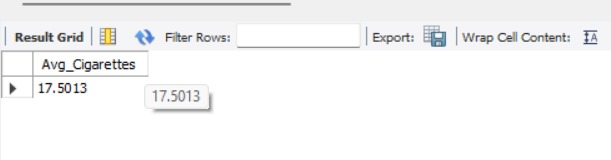 Result Grid Filter Rows: Export: Wrap Cell Content:
Avg_Cigarettes
17.5013
17.5013